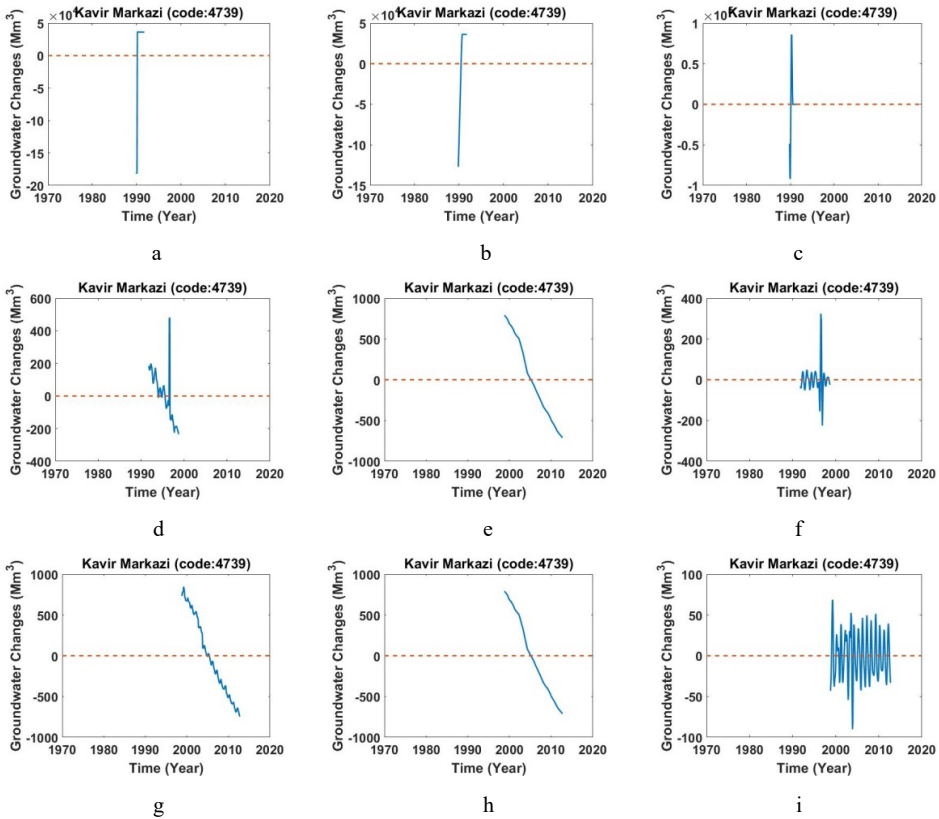 Kavir Markazi (code:4739)
×10
Groundwater Changes (Mm³)
5
0
-5
-10
-15
-20
1970 1980 1990 2000 2010 2020
Time (Year)
a
Kavir Markazi (code:4739)
×10
Groundwater Changes (Mm³)
5
0
-5
-10
-15
1970 1980 1990 2000 2010 2020
Time (Year)
b
Kavir Markazi (code:4739)
×10
Groundwater Changes (Mm³)
1
0.5
0
-0.5
-1
1970 1980 1990 2000 2010 2020
Time (Year)
c
Kavir Markazi (code:4739)
Groundwater Changes (Mm³)
600
400
200
0
-200
-400
1970 1980 1990 2000 2010 2020
Time (Year)
d
Kavir Markazi (code:4739)
Groundwater Changes (Mm³)
1000
500
0
-500
-1000
1970 1980 1990 2000 2010 2020
Time (Year)
e
Kavir Markazi (code:4739)
Groundwater Changes (Mm³)
400
200
0
-200
-400
1970 1980 1990 2000 2010 2020
Time (Year)
f
Kavir Markazi (code:4739)
Groundwater Changes (Mm³)
1000
500
0
-500
-1000
1970 1980 1990 2000 2010 2020
Time (Year)
g
Kavir Markazi (code:4739)
Groundwater Changes (Mm³)
1000
500
0
-500
-1000
1970 1980 1990 2000 2010 2020
Time (Year)
h
Kavir Markazi (code:4739)
Groundwater Changes (Mm³)
100
50
0
-50
-100
1970 1980 1990 2000 2010 2020
Time (Year)
i